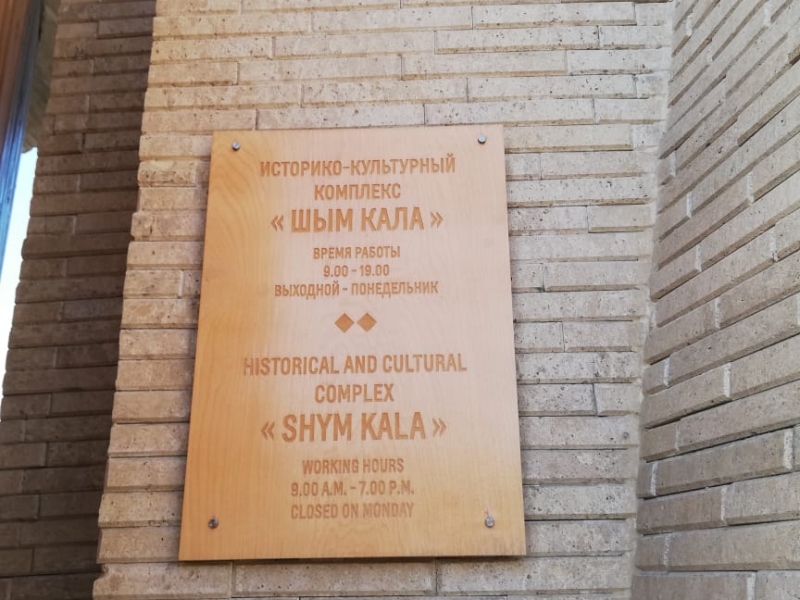 ИСТОРИКО-КУЛЬТУРНЫЙ
КОМПЛЕКС
« ШЫМ КАЛА »
ВРЕМЯ РАБОТЫ
9.00 - 19.00
ВЫХОДНОЙ - ПОНЕДЕЛЬНИК
HISTORICAL AND CULTURAL
COMPLEX
« SHYM KALA »
WORKING HOURS
9.00 A.M. - 7.00 P.M.
CLOSED ON MONDAY